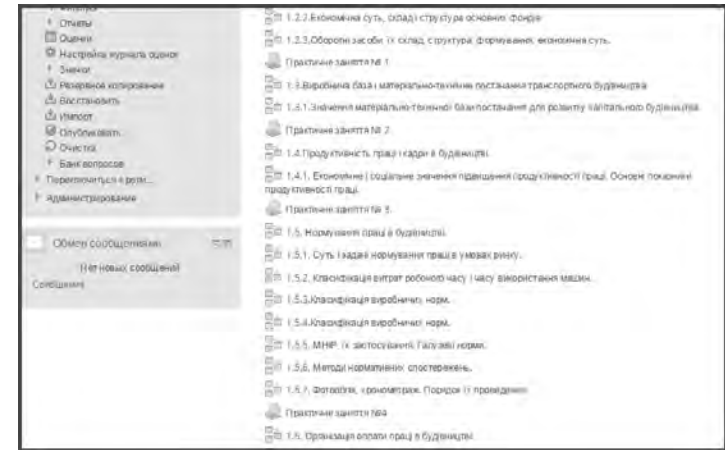 Отчеты
Оценки
Настройка журнала оценок
Значки
Резервное копирование
Восстановить
Импорт
Опубликовать
Очистка
Банк вопросов
Переключиться к роли...
Администрирование
Обмен сообщениями
Нет новых сообщений
Сообщения
1.2.2.Економічна суть, склад і структура основних фондів
1.2.3.Оборотні засоби, їх склад, структура, формування, економічна суть.
Практичне заняття № 1
1.3.Виробнича база і матеріально-технічне постачання транспортного будівництва
1.3.1.Значення матеріально-технічної бази постачання для розвитку капітального будівництва
Практичне заняття № 2
1.4.Продуктивність праці і кадри в будівництві.
1.4.1. Економічне і соціальне значення підвищення продуктивності праці. Основні показники
продуктивності праці.
Практичне заняття № 3
1.5. Нормування праці в будівництві.
1.5.1. Суть і задачі нормування праці в умовах ринку.
1.5.2. Класифікація витрат робочого часу і часу використання машин.
1.5.3.Класифікація виробничих норм.
1.5.4.Класифікація виробничих норм.
1.5.5. МНіР, їх застосування. Галузеві норми.
1.5.6. Методи нормативних спостережень.
1.5.7. Фотооблік, хронометраж. Порядок їх проведення
Практичне заняття №4
1.6. Організація оплати праці в будівництві